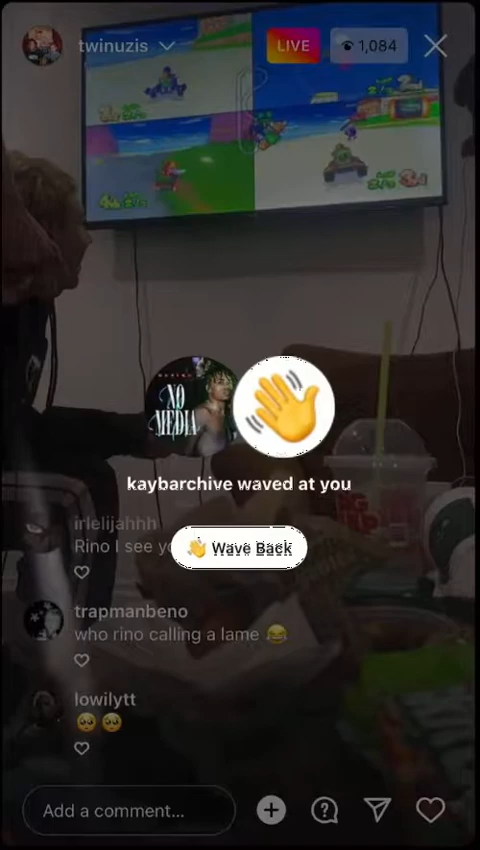 twinuzis
LIVE
1,084
NO
MEDIA
kaybarchive waved at you
irlelijahhh
Rino I see
Wave Back
trapmanbeno
who rino calling a lame 😂
lowilytt
🥺🥺
Add a comment...